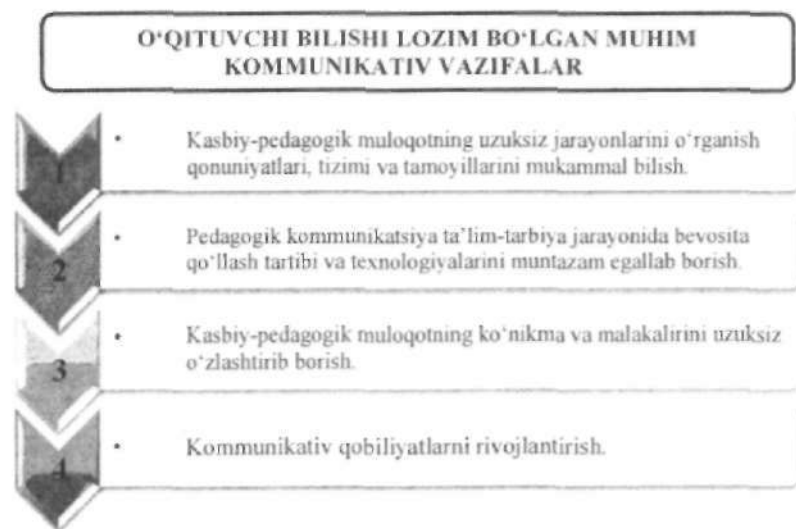 O‘QITUVCHI BILISHI LOZIM BO‘LGAN MUHIM
KOMMUNIKATIV VAZIFALAR
1
• Kasbiy-pedagogik muloqotning uzuksiz jarayonlarini o‘rganish
qonuniyatlari, tizimi va tamoyillarini mukammal bilish.
2
• Pedagogik kommunikatsiya ta’lim-tarbiya jarayonida bevosita
qo‘llash tartibi va texnologiyalarini muntazam egallab borish.
3
• Kasbiy-pedagogik muloqotning ko‘nikma va malakalirini uzuksiz
o‘zlashtirib borish.
4
• Kommunikativ qobiliyatlarni rivojlantirish.